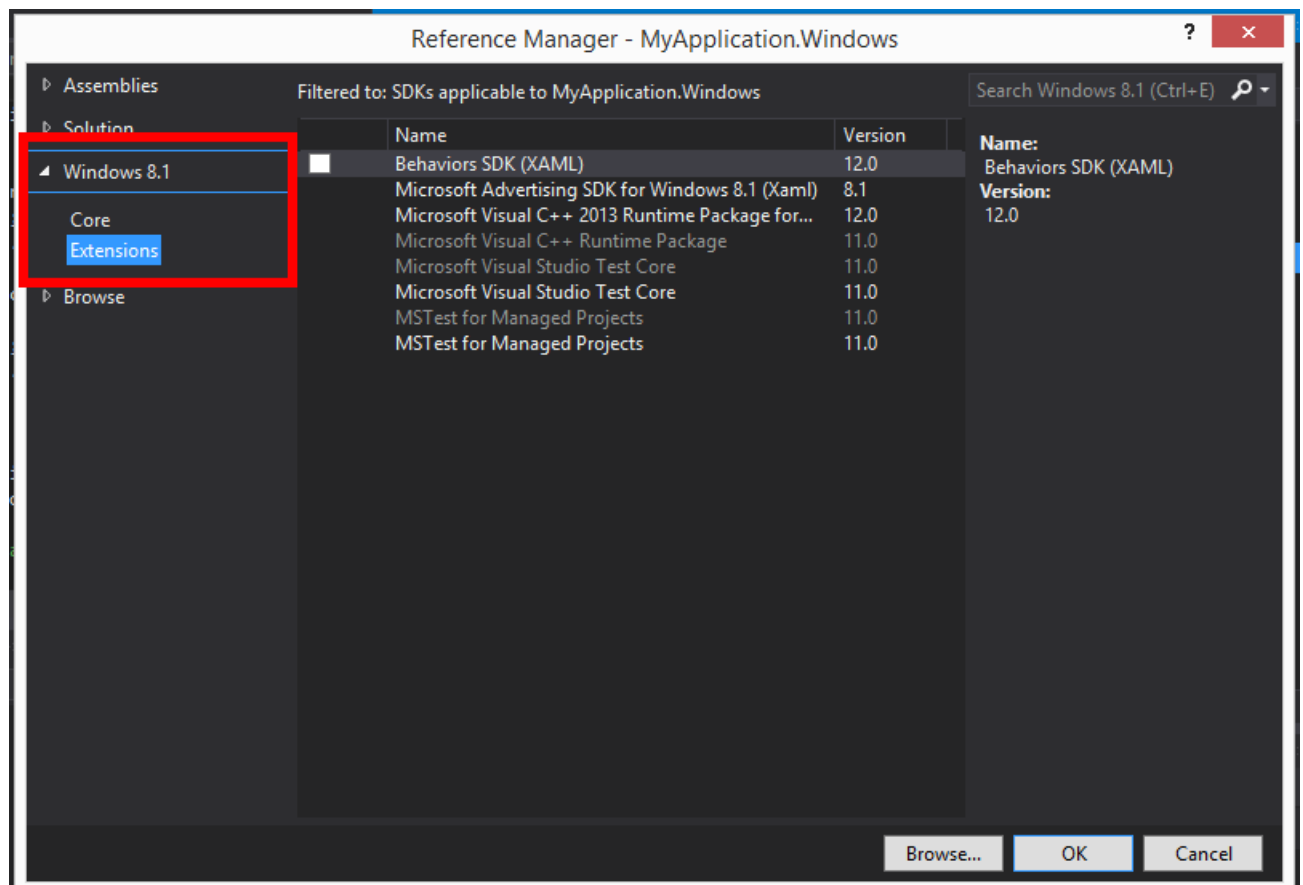 Reference Manager - MyApplication.Windows
?
Assemblies
Solution
Windows 8.1
Core
Extensions
Browse
Filtered to: SDKs applicable to MyApplication.Windows
Name Version
Behaviors SDK (XAML) 12.0
Microsoft Advertising SDK for Windows 8.1 (Xaml) 8.1
Microsoft Visual C++ 2013 Runtime Package for... 12.0
Microsoft Visual C++ Runtime Package 11.0
Microsoft Visual Studio Test Core 11.0
Microsoft Visual Studio Test Core 11.0
MSTest for Managed Projects 11.0
MSTest for Managed Projects 11.0
Search Windows 8.1 (Ctrl+E)
Name:
Behaviors SDK (XAML)
Version:
12.0
Browse... OK Cancel